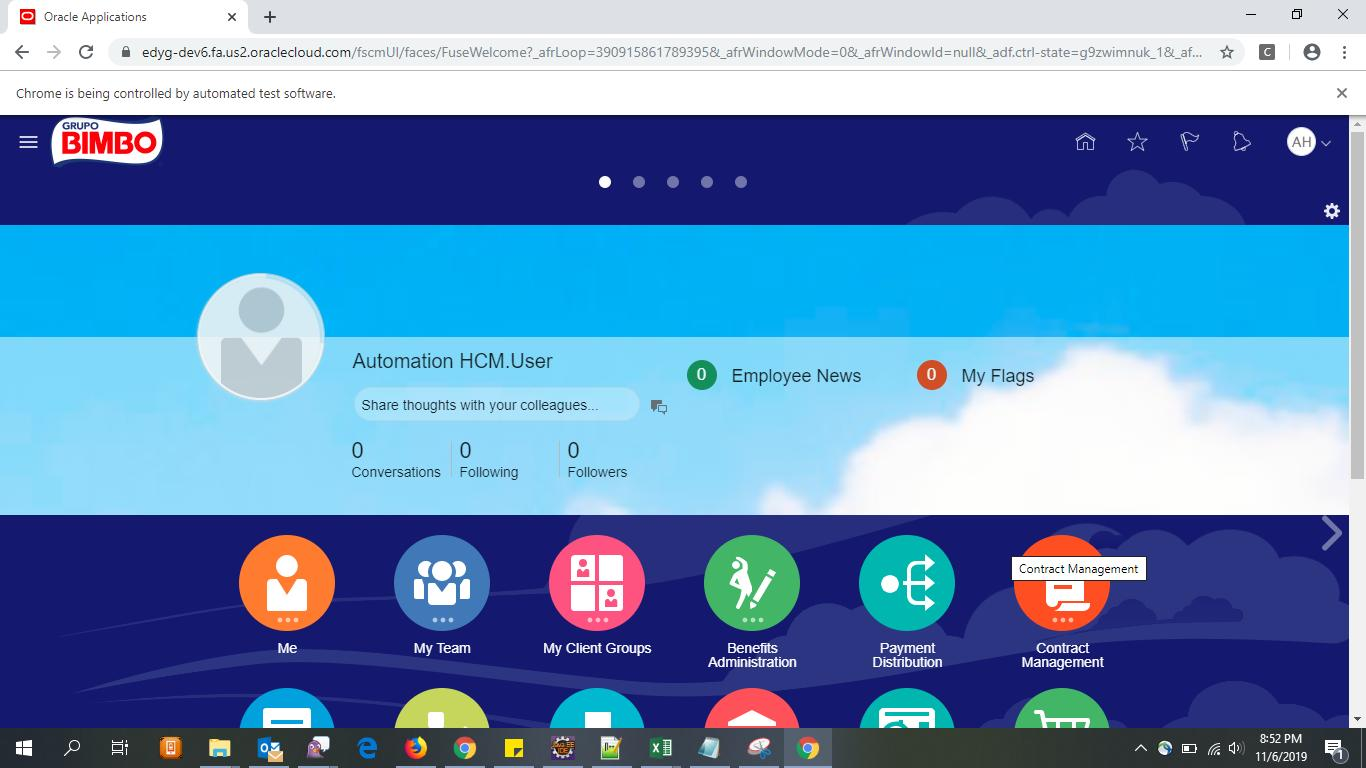 Oracle Applications
edyg-dev6.fa.us2.oraclecloud.com/fscmUI/faces/FuseWelcome?_afrLoop=390915861789395&_afrWindowMode=0&_afrWindowId=null&_adf.ctrl-state=g9zwimnuk_1&_af...
C
Chrome is being controlled by automated test software.
GRUPO
BIMBO
AH
Automation HCM.User
0 Employee News
0 My Flags
Share thoughts with your colleagues...
0 0 0
Conversations Following Followers
Contract Management
Me
My Team
My Client Groups
Benefits
Administration
Payment
Distribution
Contract
Management
8:52 PM
11/6/2019
1